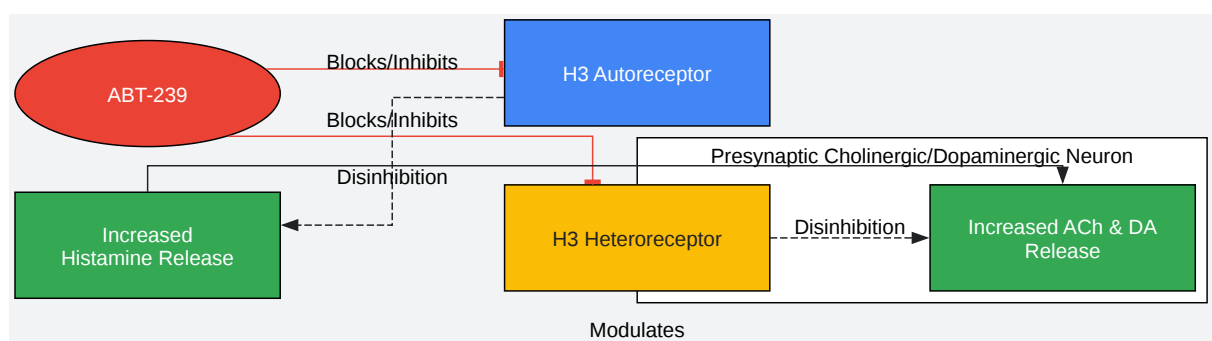 Blocks/Inhibits
H3 Autoreceptor
ABT-239
Blocks/Inhibits
Presynaptic Cholinergic/Dopaminergic Neuron
Disinhibition
Increased
Histamine Release
H3 Heteroreceptor
Disinhibition
Increased ACh & DA
Release
Modulates